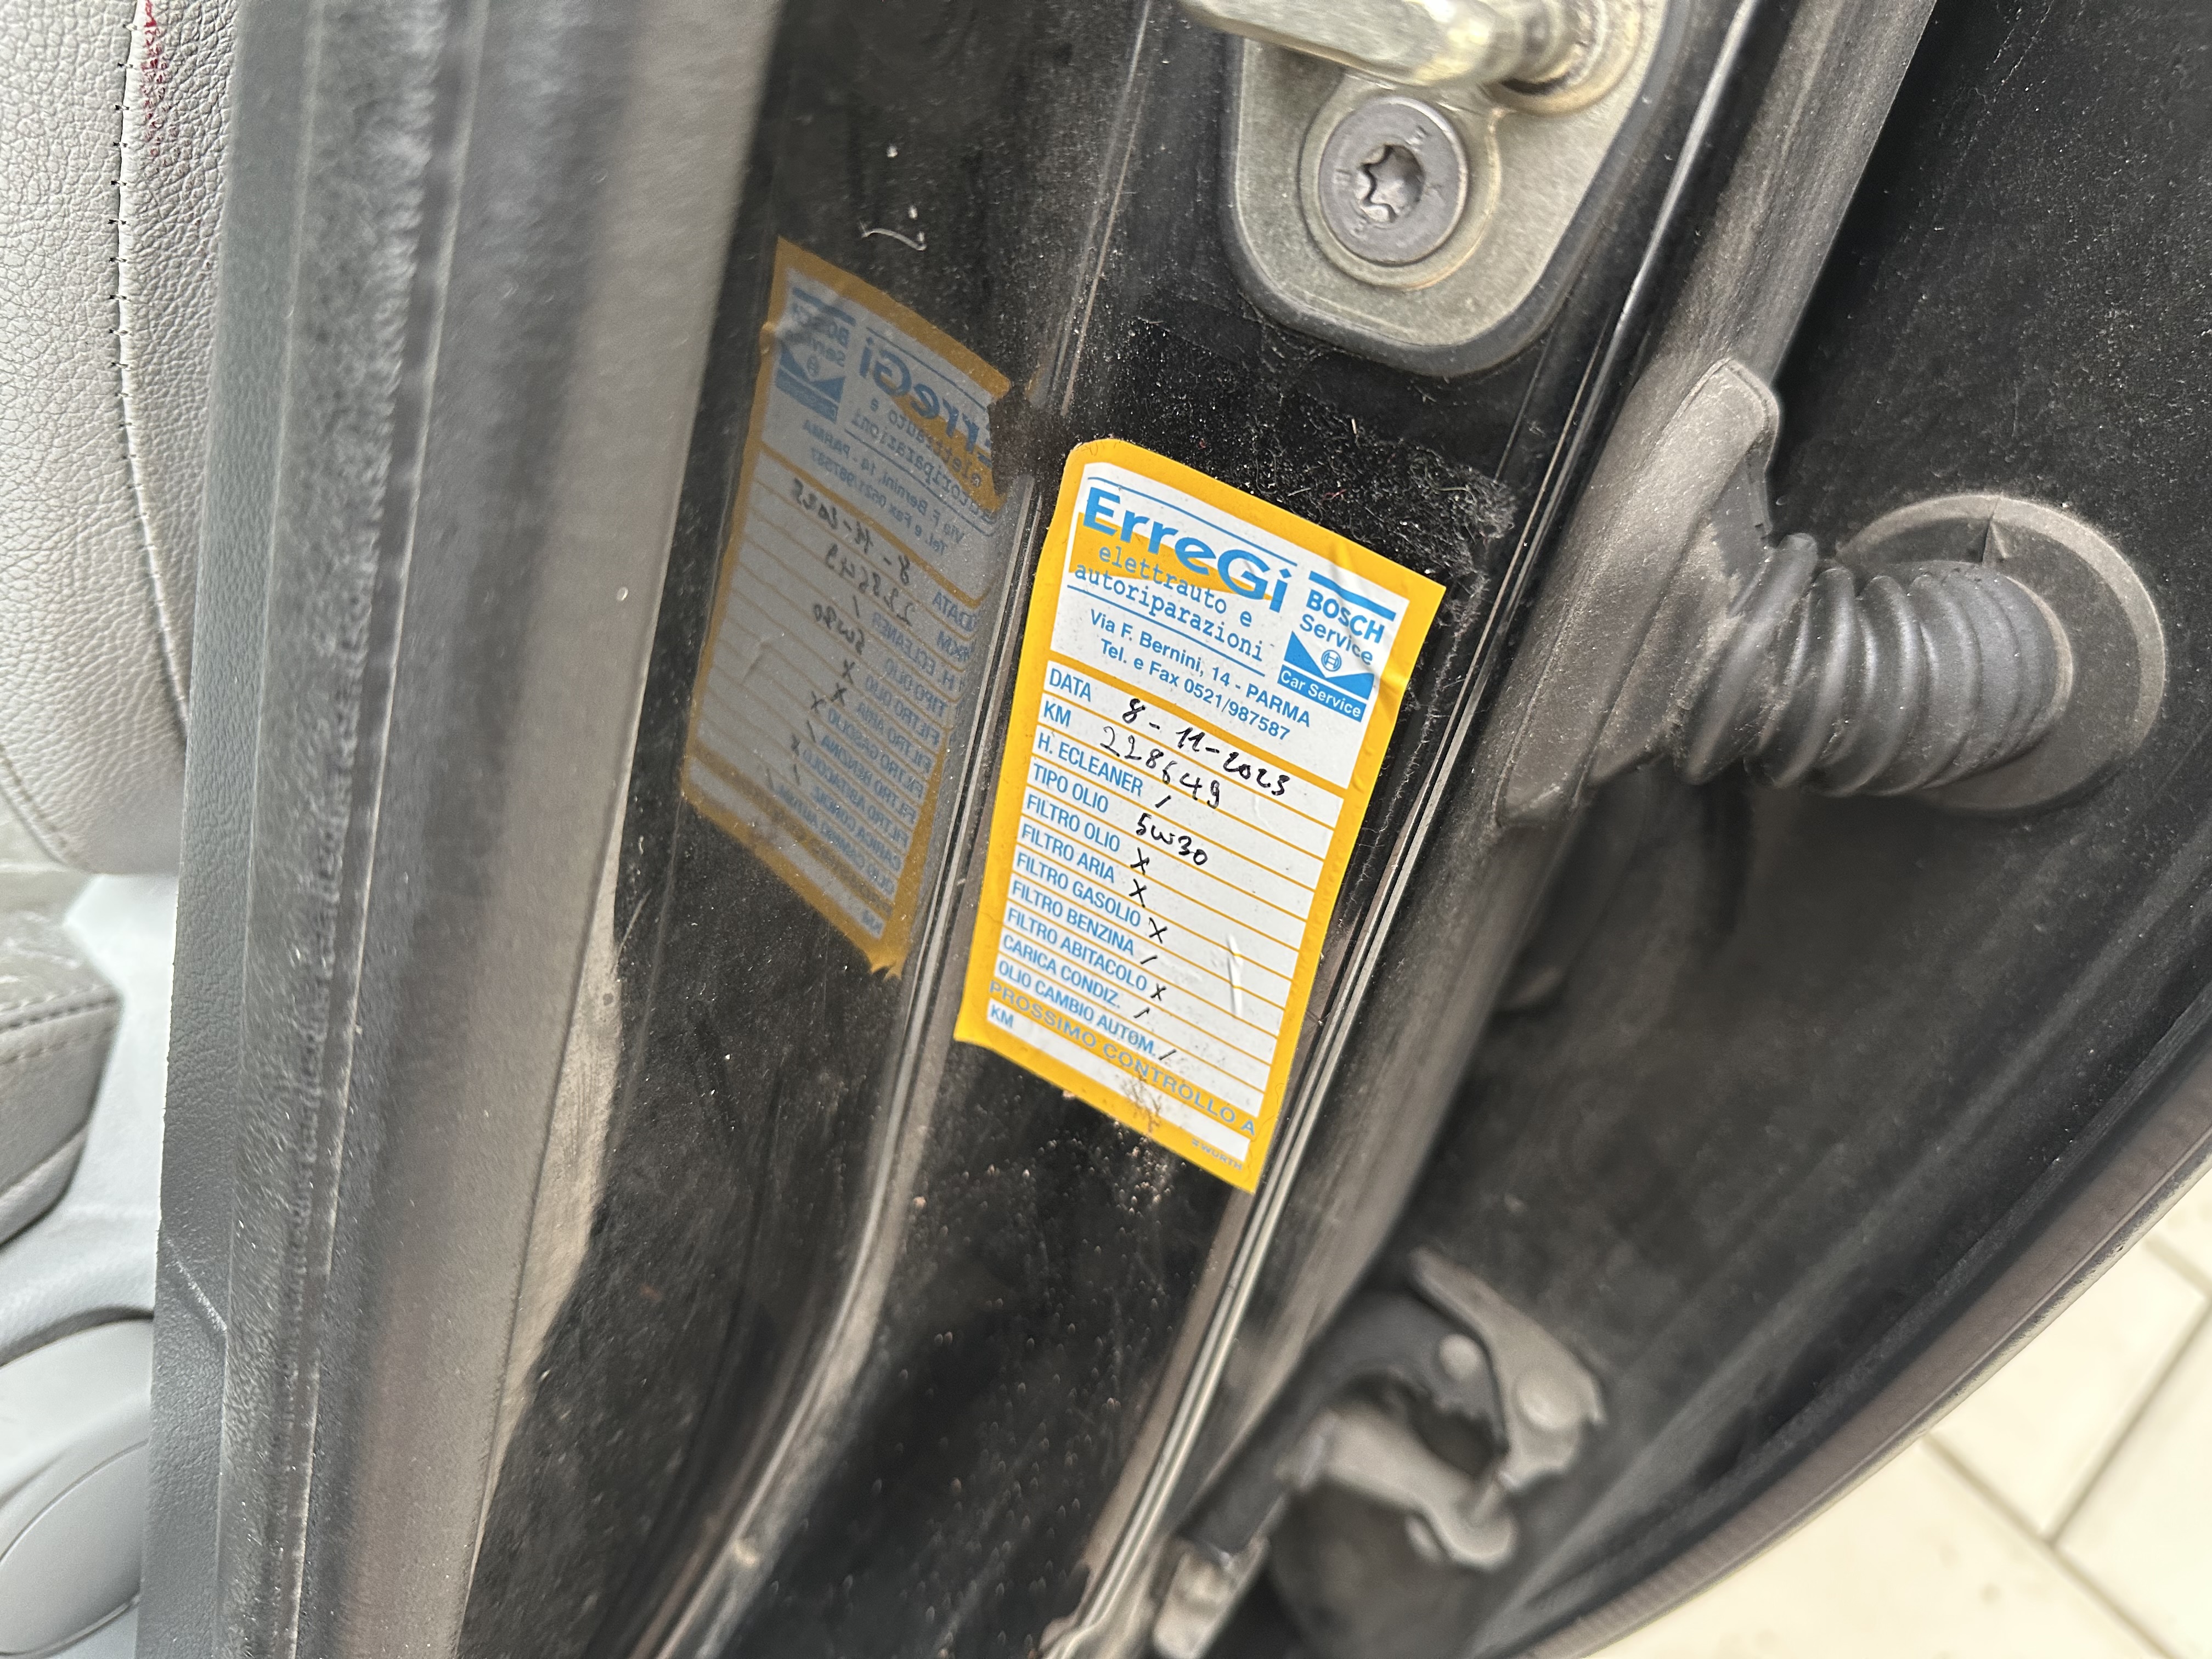 ErreGi
elettrauto e
autoriparazioni
BOSCH
Service
Car Service
Via F. Bernini, 14 - PARMA
Tel. e Fax 0521/987587
DATA 8-11-2023
KM 228649
H. ECLEANER /
TIPO OLIO 5W30
FILTRO OLIO X
FILTRO ARIA X
FILTRO GASOLIO X
FILTRO BENZINA /
FILTRO ABITACOLO X
CARICA CONDIZ. /
OLIO CAMBIO AUTOM. /
PROSSIMO CONTROLLO A
KM
WÜRTH